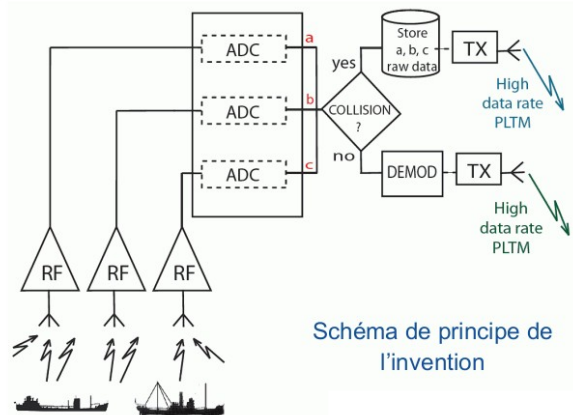 ADC
a
ADC
b
ADC
c
COLLISION
?
yes
no
Store
a, b, c
raw data
TX
High
data rate
PLTM
DEMOD
TX
High
data rate
PLTM
RF
RF
RF
Schéma de principe de
l'invention